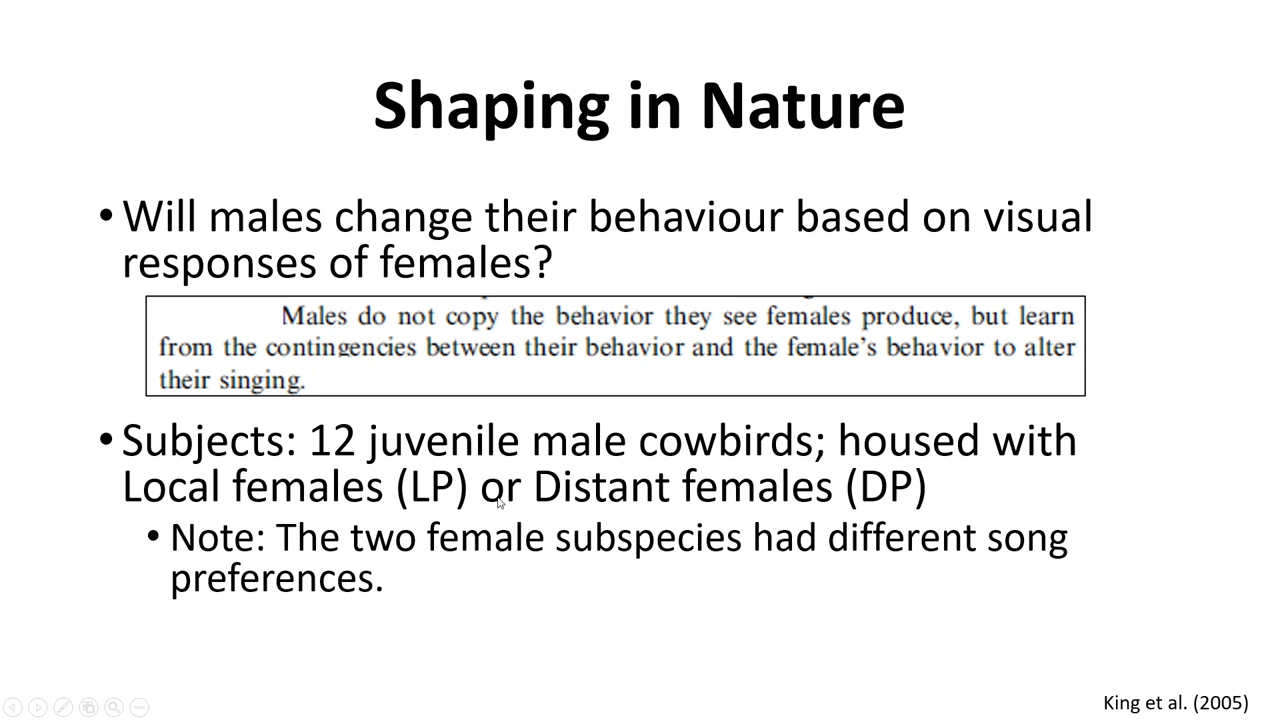 Shaping in Nature
• Will males change their behaviour based on visual
responses of females?
Males do not copy the behavior they see females produce, but learn
from the contingencies between their behavior and the female's behavior to alter
their singing.
• Subjects: 12 juvenile male cowbirds; housed with
Local females (LP) or Distant females (DP)
• Note: The two female subspecies had different song
preferences.
King et al. (2005)